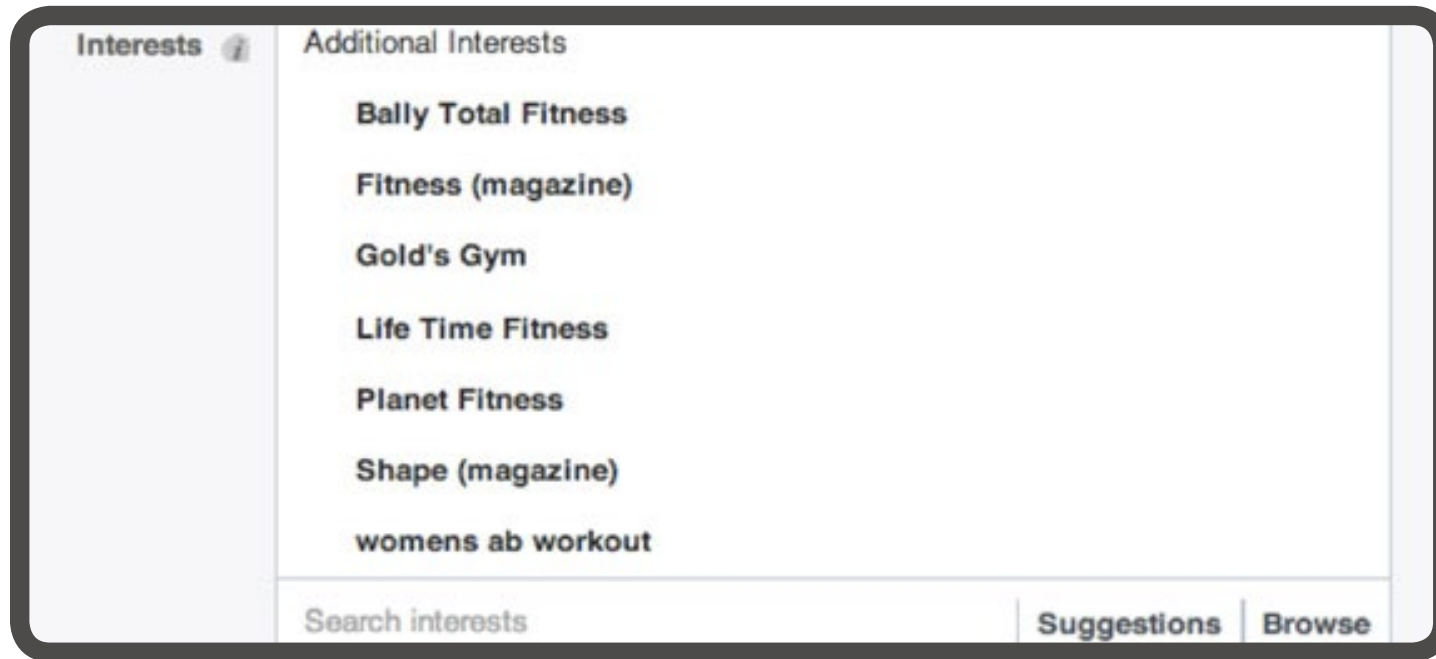 Interests i
Additional Interests
Bally Total Fitness
Fitness (magazine)
Gold's Gym
Life Time Fitness
Planet Fitness
Shape (magazine)
womens ab workout
Search interests
Suggestions
Browse